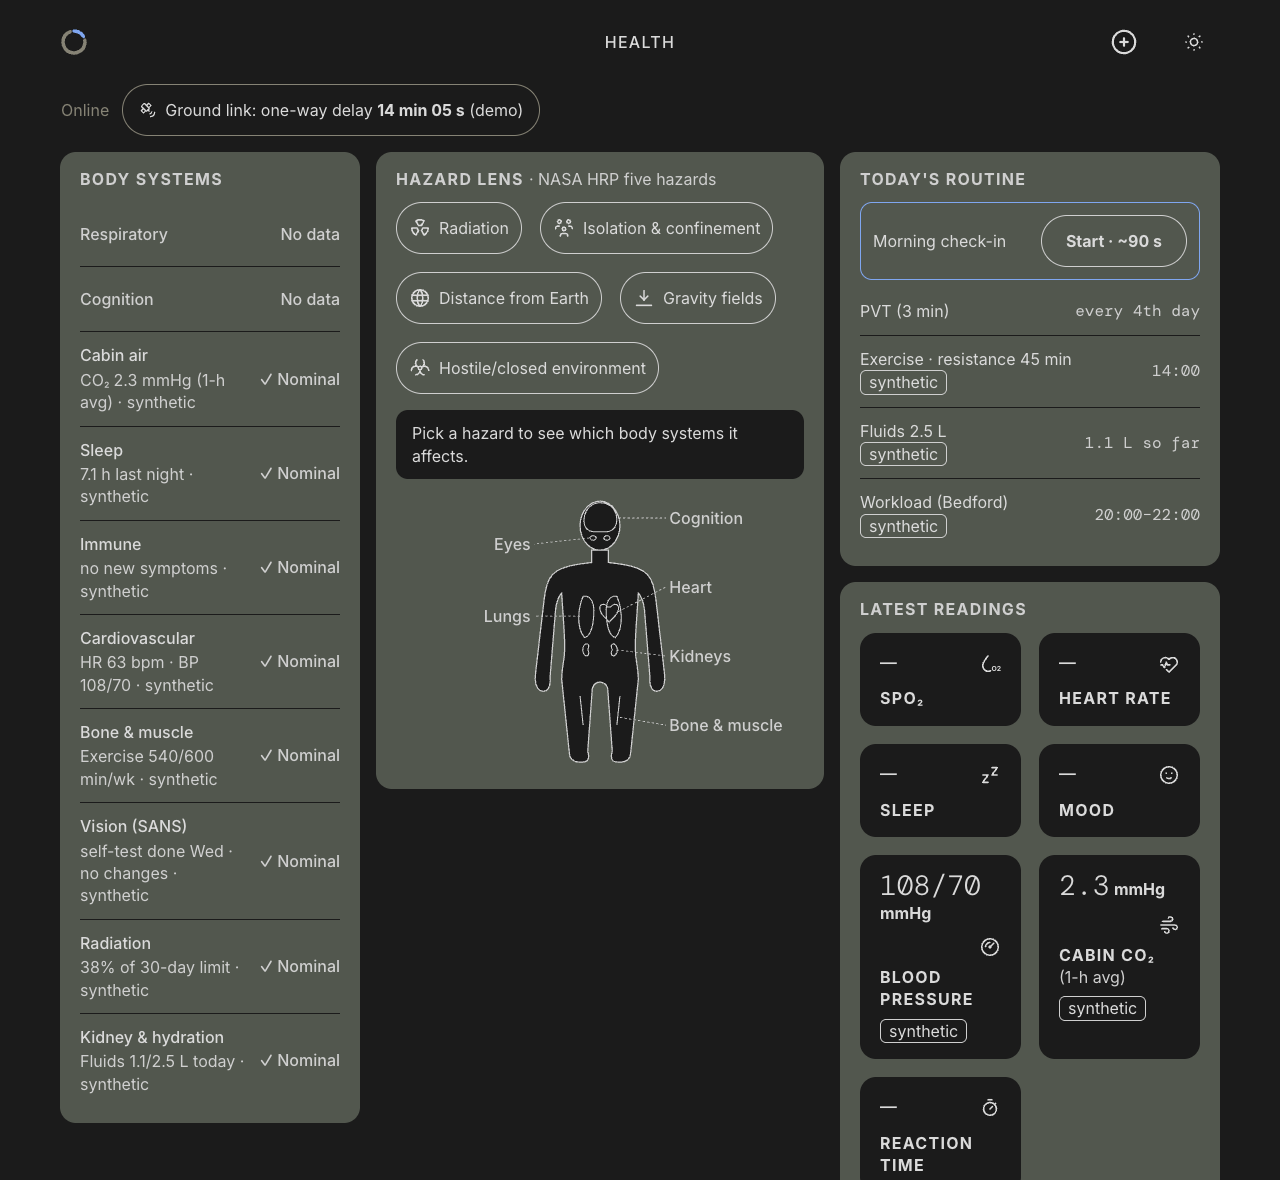 HEALTH
Online
Ground link: one-way delay 14 min 05 s (demo)
BODY SYSTEMS
Respiratory
No data
Cognition
No data
Cabin air
CO₂ 2.3 mmHg (1-h
avg) · synthetic
✓ Nominal
Sleep
7.1 h last night ·
synthetic
✓ Nominal
Immune
no new symptoms ·
synthetic
✓ Nominal
Cardiovascular
HR 63 bpm · BP
108/70 · synthetic
✓ Nominal
Bone & muscle
Exercise 540/600
min/wk · synthetic
✓ Nominal
Vision (SANS)
self-test done Wed ·
no changes ·
synthetic
✓ Nominal
Radiation
38% of 30-day limit ·
synthetic
✓ Nominal
Kidney & hydration
Fluids 1.1/2.5 L today ·
synthetic
✓ Nominal
HAZARD LENS · NASA HRP five hazards
Radiation
Isolation & confinement
Distance from Earth
Gravity fields
Hostile/closed environment
Pick a hazard to see which body systems it
affects.
Cognition
Eyes
Heart
Lungs
Kidneys
Bone & muscle
TODAY'S ROUTINE
Morning check-in
Start · ~90 s
PVT (3 min)
every 4th day
Exercise · resistance 45 min
synthetic
14:00
Fluids 2.5 L
synthetic
1.1 L so far
Workload (Bedford)
synthetic
20:00–22:00
LATEST READINGS
—
O2
SPO₂
—
HEART RATE
—
zZ
SLEEP
—
MOOD
108/70
mmHg
BLOOD
PRESSURE
synthetic
2.3 mmHg
CABIN CO₂
(1-h avg)
synthetic
—
REACTION
TIME